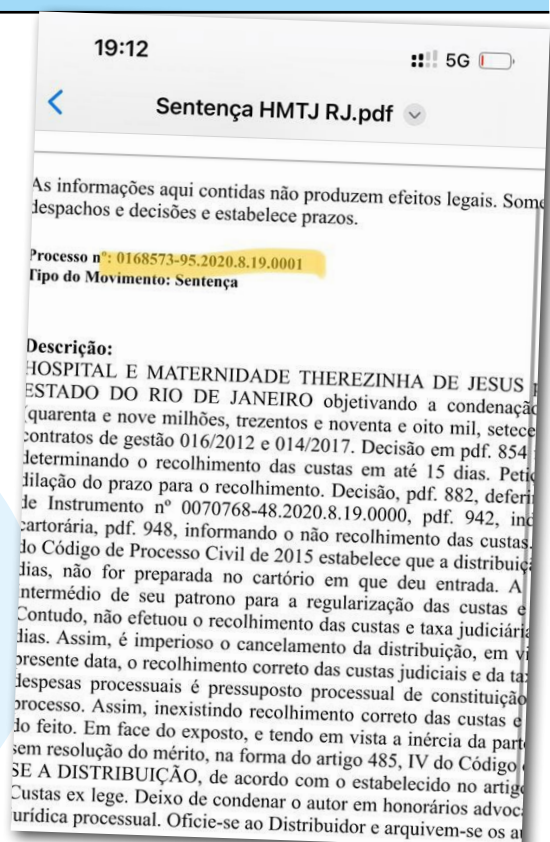 19:12
5G
Sentença HMTJ RJ.pdf
As informações aqui contidas não produzem efeitos legais. Some
despachos e decisões e estabelece prazos.
Processo nº: 0168573-95.2020.8.19.0001
Tipo do Movimento: Sentença
Descrição:
HOSPITAL E MATERNIDADE THEREZINHA DE JESUS
ESTADO DO RIO DE JANEIRO objetivando a condenação
(quarenta e nove milhões, trezentos e noventa e oito mil, setece
contratos de gestão 016/2012 e 014/2017. Decisão em pdf. 854
determinando o recolhimento das custas em até 15 dias. Petiç
dilação do prazo para o recolhimento. Decisão, pdf. 882, deferi
de Instrumento nº 0070768-48.2020.8.19.0000, pdf. 942, ind
cartorária, pdf. 948, informando o não recolhimento das custas.
do Código de Processo Civil de 2015 estabelece que a distribuiçã
dias, não for preparada no cartório em que deu entrada. A
intermédio de seu patrono para a regularização das custas e
Contudo, não efetuou o recolhimento das custas e taxa judiciária
dias. Assim, é imperioso o cancelamento da distribuição, em vi
presente data, o recolhimento correto das custas judiciais e da ta
despesas processuais é pressuposto processual de constituição
processo. Assim, inexistindo recolhimento correto das custas e
do feito. Em face do exposto, e tendo em vista a inércia da part
sem resolução do mérito, na forma do artigo 485, IV do Código
SE A DISTRIBUIÇÃO, de acordo com o estabelecido no artig
Custas ex lege. Deixo de condenar o autor em honorários advoc
jurídica processual. Oficie-se ao Distribuidor e arquivem-se os au